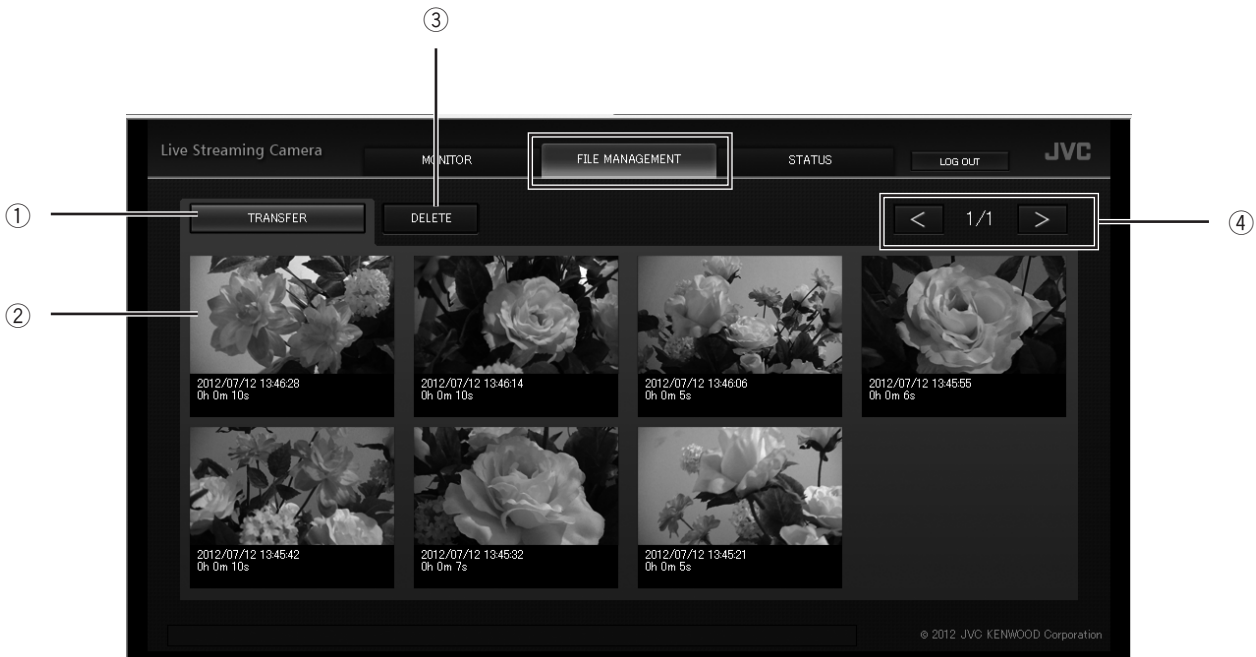 ③
Live Streaming Camera
MONITOR
FILE MANAGEMENT
STATUS
LOG OUT
JVC
①
TRANSFER
DELETE
< 1/1 >
④
②
2012/07/12 13:46:28
0h 0m 10s
2012/07/12 13:46:14
0h 0m 10s
2012/07/12 13:46:06
0h 0m 5s
2012/07/12 13:45:55
0h 0m 6s
2012/07/12 13:45:42
0h 0m 10s
2012/07/12 13:45:32
0h 0m 7s
2012/07/12 13:45:21
0h 0m 5s
© 2012 JVC KENWOOD Corporation